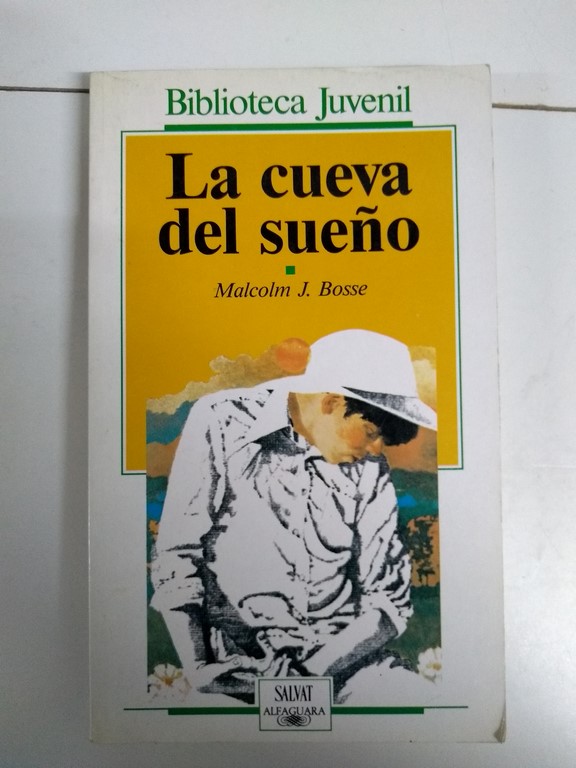 Biblioteca Juvenil
La cueva
del sueño
Malcolm J. Bosse
SALVAT
ALFAGUARA